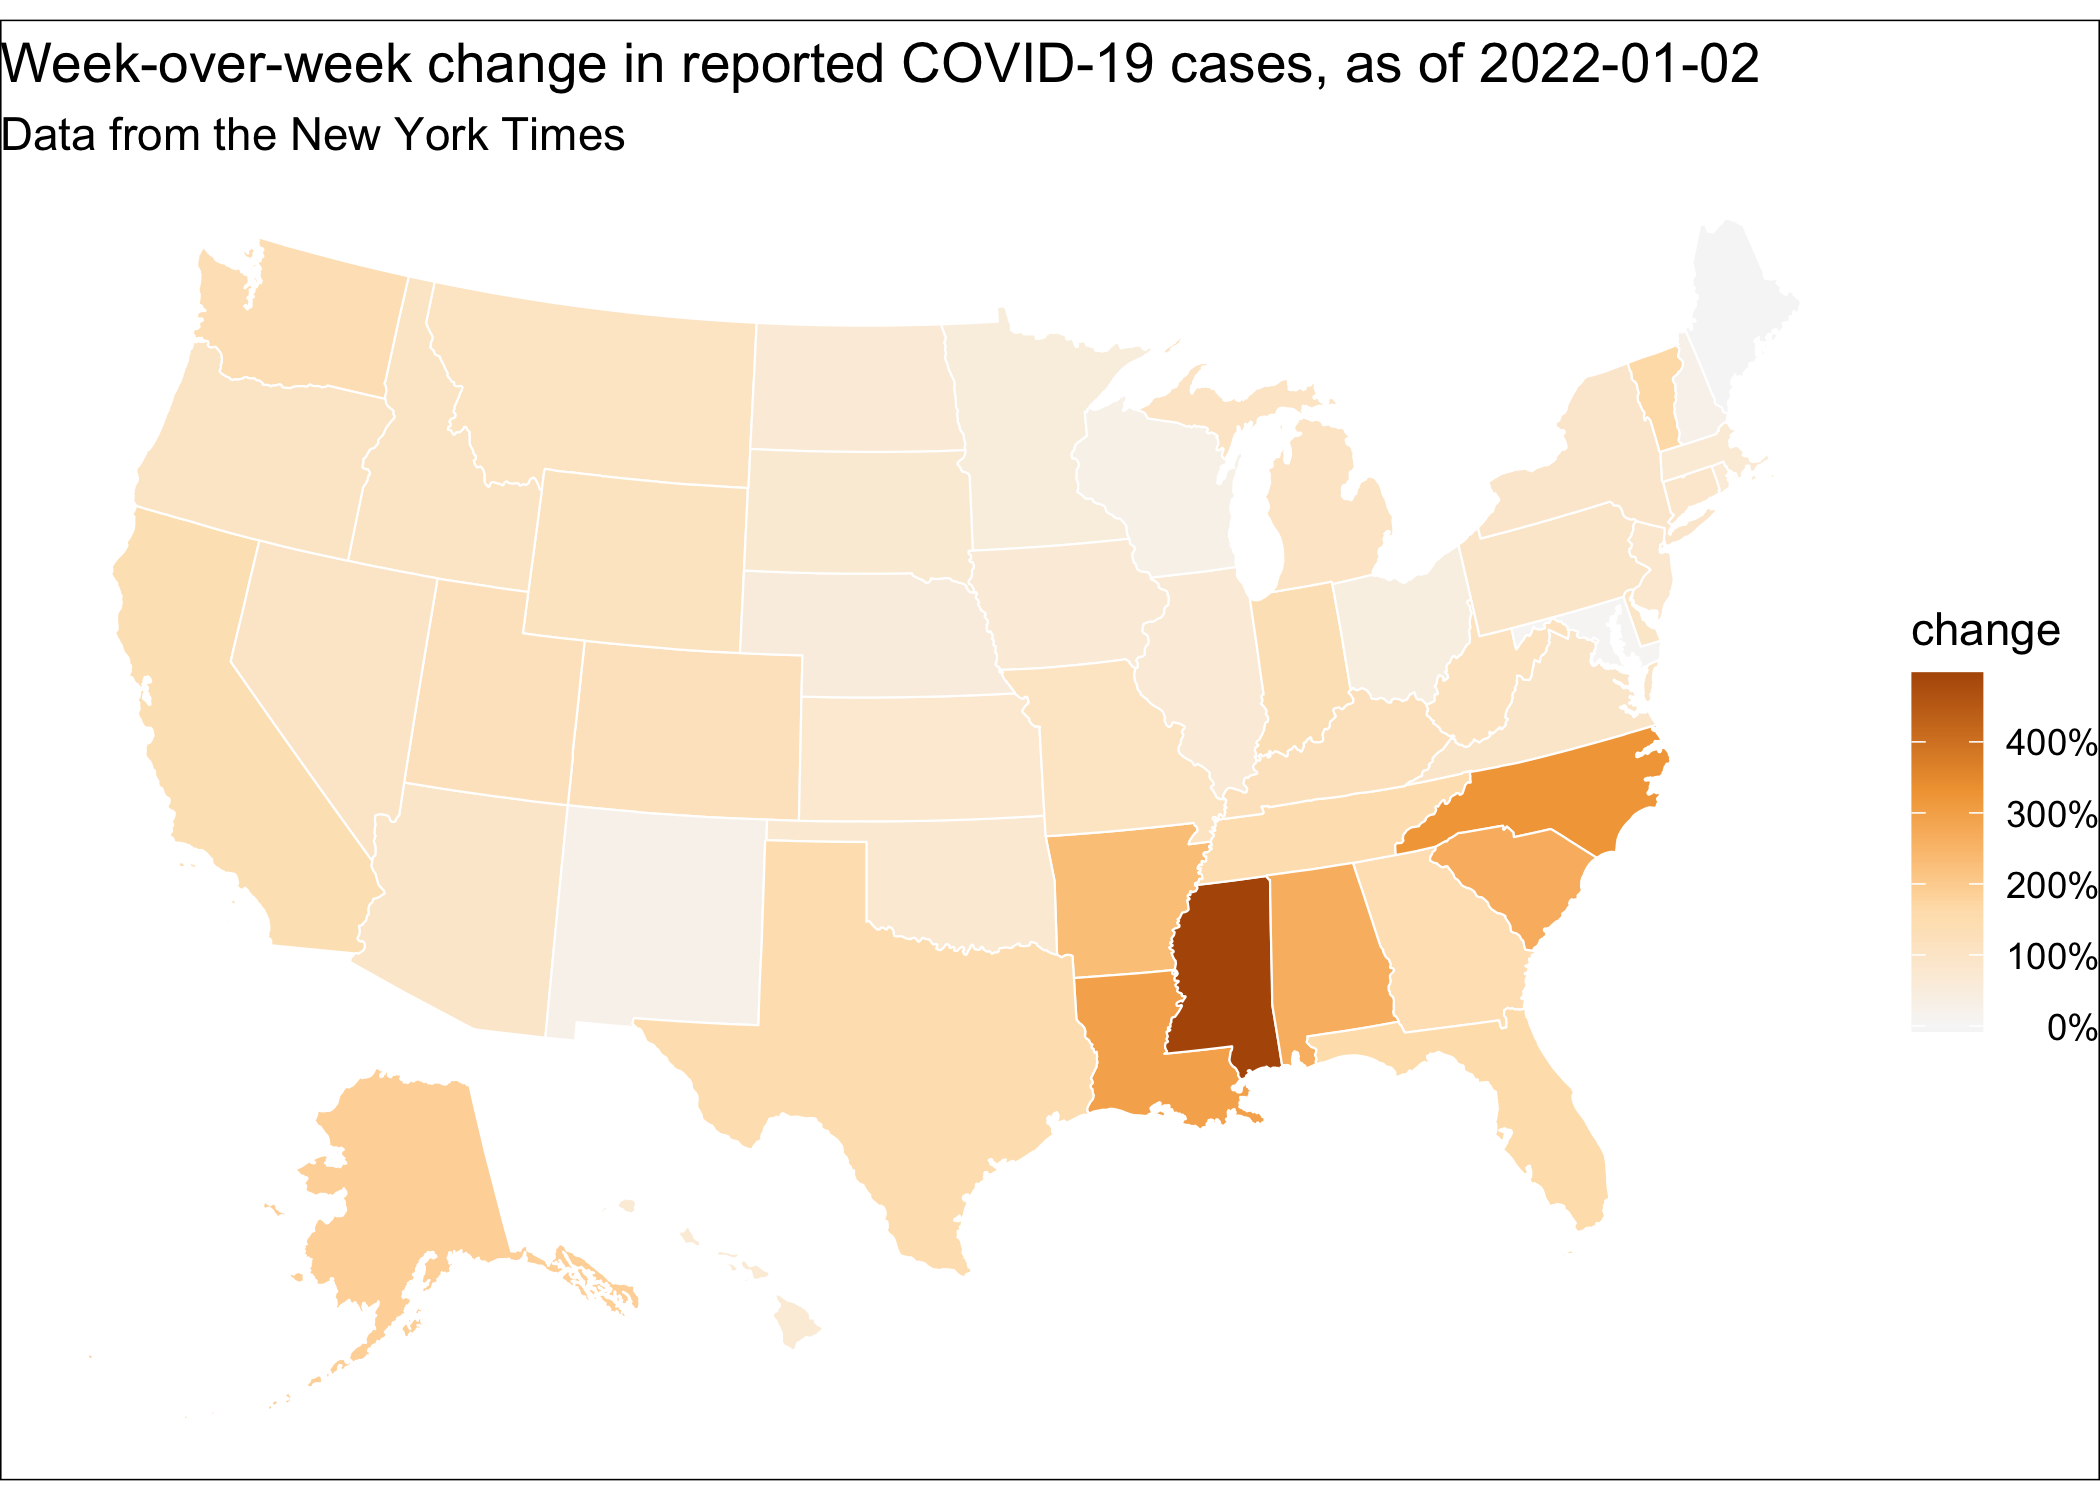 Week-over-week change in reported COVID-19 cases, as of 2022-01-02
Data from the New York Times
change
400%
300%
200%
100%
0%